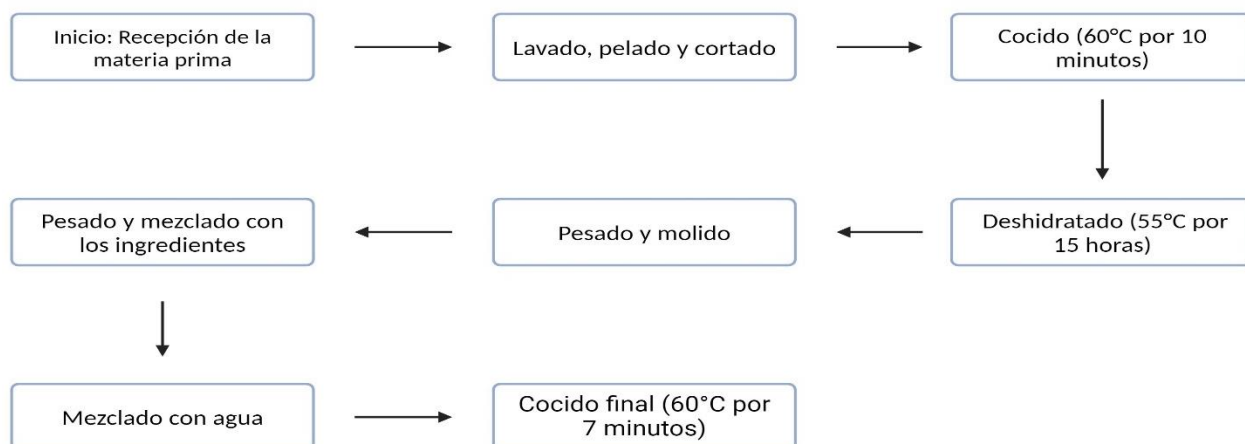 Inicio: Recepción de la
materia prima
Lavado, pelado y cortado
Cocido (60°C por 10
minutos)
Deshidratado (55°C por
15 horas)
Pesado y molido
Pesado y mezclado con
los ingredientes
Mezclado con agua
Cocido final (60°C por
7 minutos)